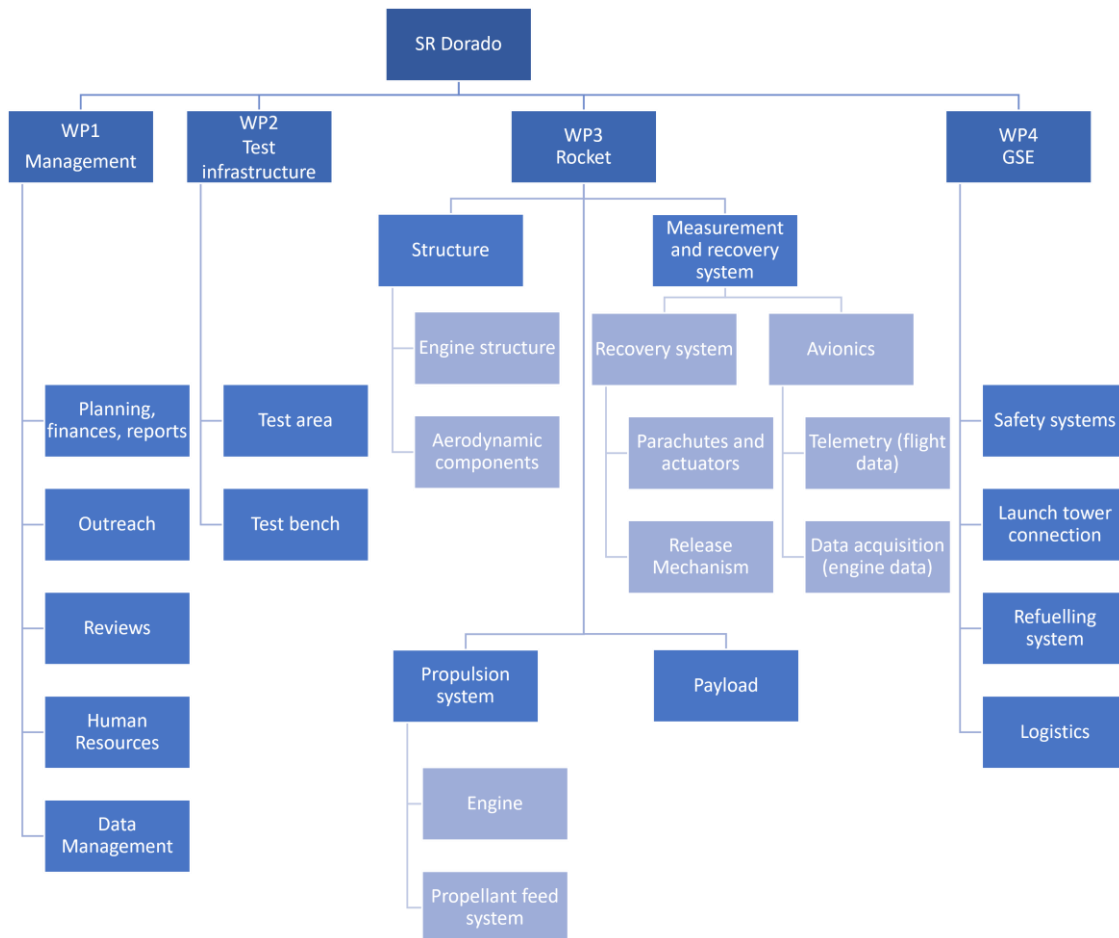 SR Dorado
WP1
Management
WP2
Test
infrastructure
WP3
Rocket
WP4
GSE
Structure
Measurement
and recovery
system
Engine structure
Aerodynamic
components
Recovery system
Avionics
Parachutes and
actuators
Release
Mechanism
Telemetry (flight
data)
Data acquisition
(engine data)
Planning,
finances, reports
Outreach
Reviews
Human
Resources
Data
Management
Test area
Test bench
Propulsion
system
Payload
Engine
Propellant feed
system
Safety systems
Launch tower
connection
Refuelling
system
Logistics